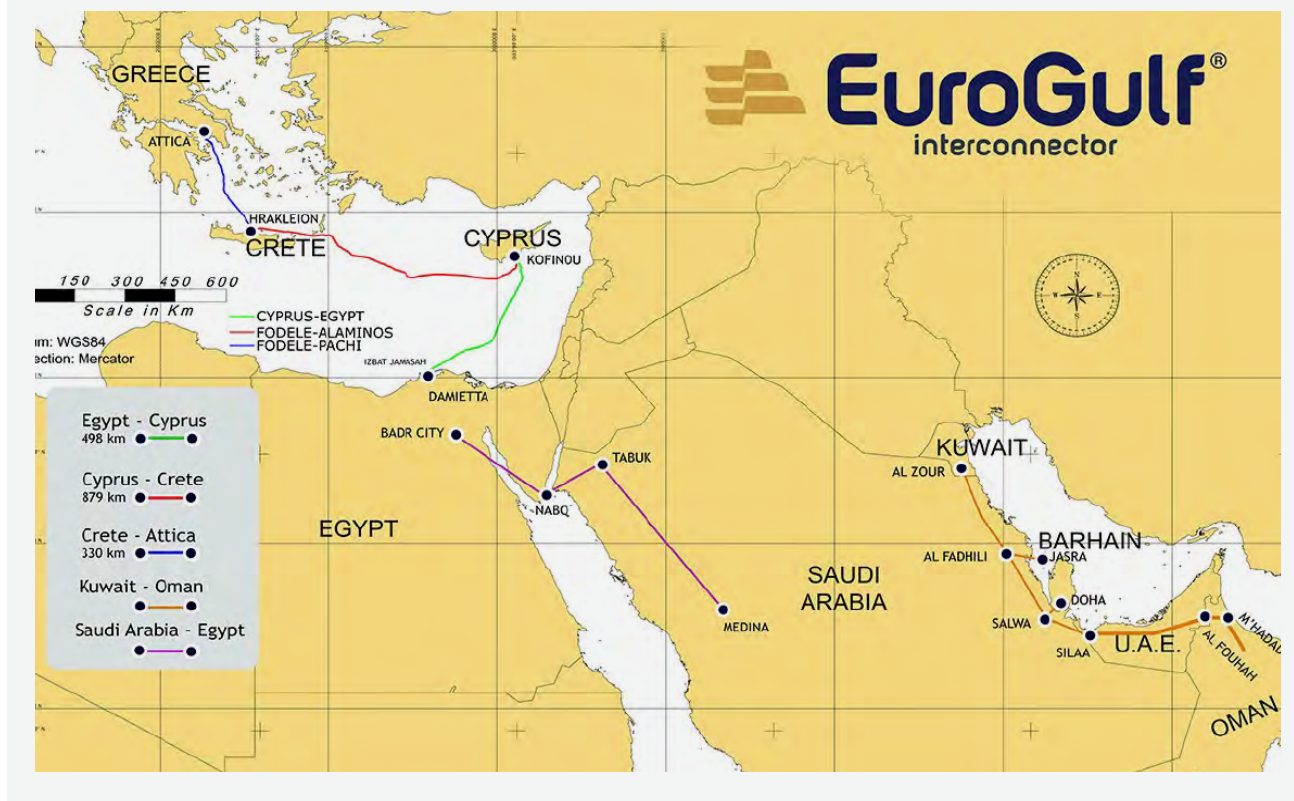 EuroGulf®
interconnector
GREECE
ATTICA
HRAKLEION
CRETE
CYPRUS
KOFINOU
150 300 450 600
Scale in Km
CYPRUS-EGYPT
FODELE-ALAMINOS
FODELE-PACHI
um: WGS84
ection: Mercator
IZBAT JAMASAH
DAMIETTA
N
W E
S
Egypt - Cyprus
498 km
Cyprus - Crete
879 km
Crete - Attica
330 km
Kuwait - Oman
Saudi Arabia - Egypt
BADR CITY
TABUK
NABQ
EGYPT
MEDINA
KUWAIT
AL ZOUR
BARHAIN
AL FADHILI
JASRA
SAUDI
ARABIA
DOHA
SALWA
SILAA
U.A.E.
AL FOUHAH
M'HADAD
OMAN